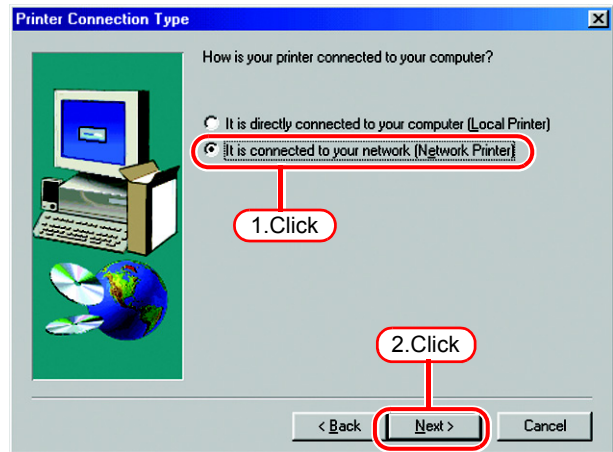 Printer Connection Type
How is your printer connected to your computer?
It is directly connected to your computer (Local Printer)
It is connected to your network (Network Printer)
1.Click
2.Click
< Back
Next >
Cancel